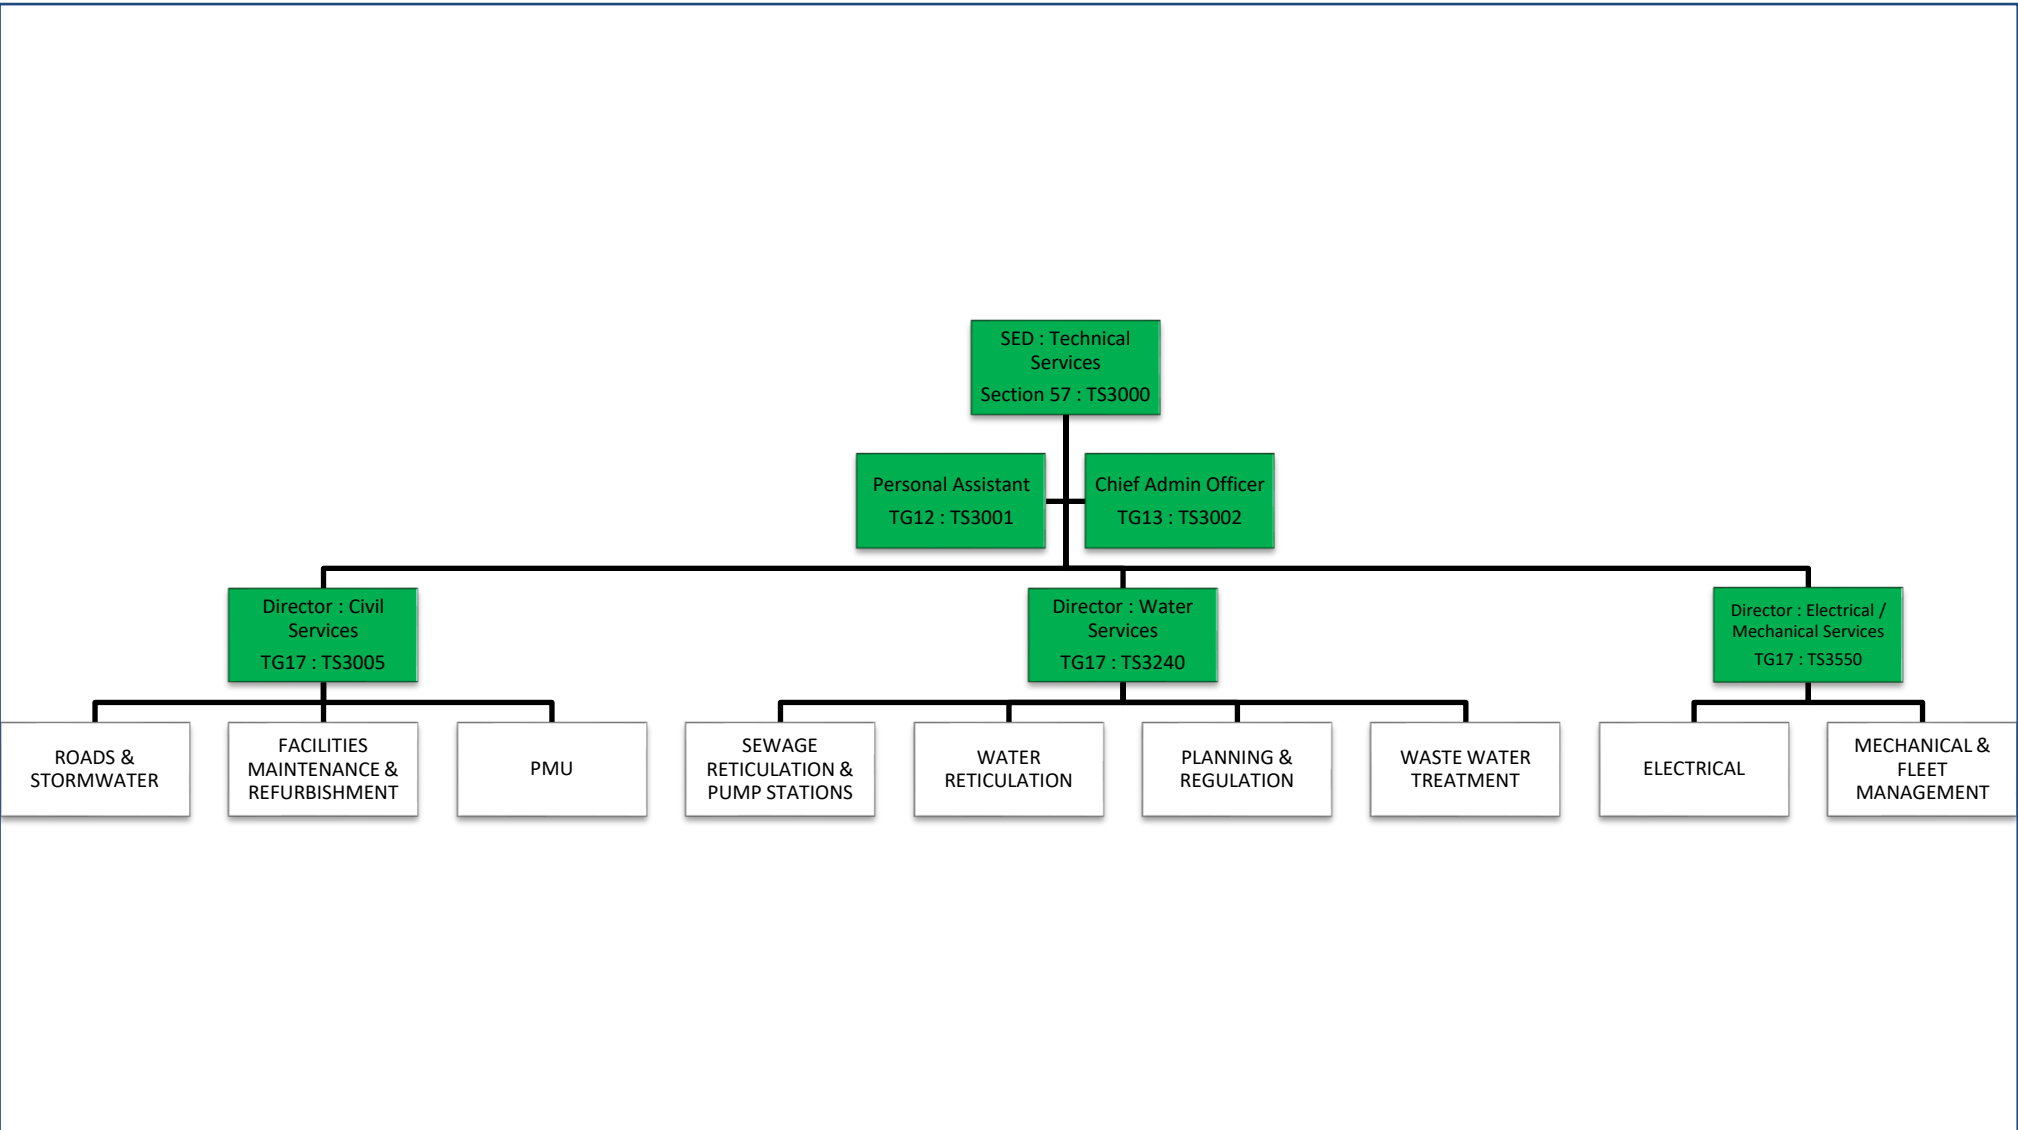 SED : Technical
Services
Section 57 : TS3000
Personal Assistant
TG12 : TS3001
Chief Admin Officer
TG13 : TS3002
Director : Civil
Services
TG17 : TS3005
Director : Water
Services
TG17 : TS3240
Director : Electrical /
Mechanical Services
TG17 : TS3550
ROADS &
STORMWATER
FACILITIES
MAINTENANCE &
REFURBISHMENT
PMU
SEWAGE
RETICULATION &
PUMP STATIONS
WATER
RETICULATION
PLANNING &
REGULATION
WASTE WATER
TREATMENT
ELECTRICAL
MECHANICAL &
FLEET
MANAGEMENT